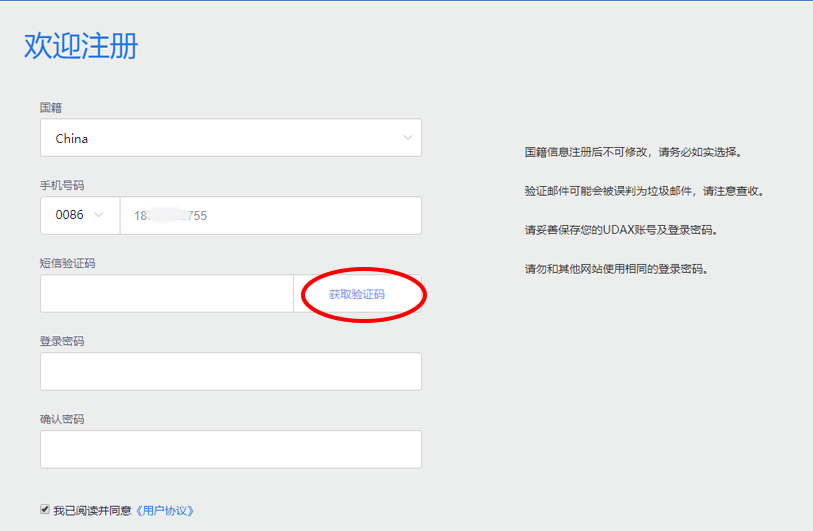 欢迎注册
国籍
China
手机号码
0086 18 755
短信验证码
获取验证码
登录密码
确认密码
我已阅读并同意《用户协议》
国籍信息注册后不可修改，请务必如实选择。
验证邮件可能会被误判为垃圾邮件，请注意查收。
请妥善保存您的UDAX账号及登录密码。
请勿和其他网站使用相同的登录密码。